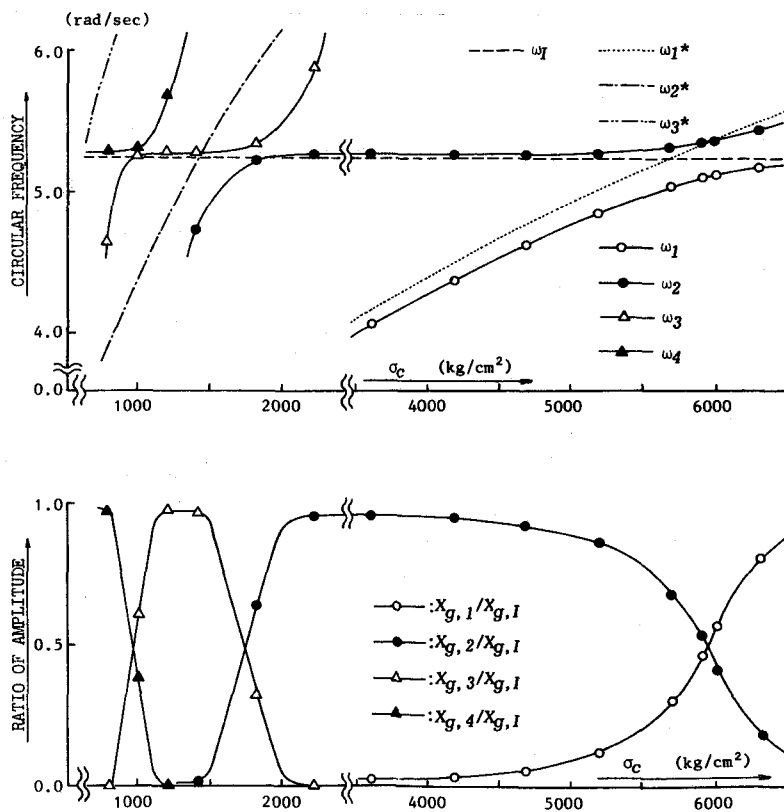 (rad/sec)
6.0
5.0
4.0
0.0
CIRCULAR FREQUENCY
ω_I
ω_1*
ω_2*
ω_3*
ω_1
ω_2
ω_3
ω_4
σ_C (kg/cm²)
1000 2000 4000 5000 6000
1.0
0.5
0.0
RATIO OF AMPLITUDE
:X_g,1/X_g,I
:X_g,2/X_g,I
:X_g,3/X_g,I
:X_g,4/X_g,I
σ_C (kg/cm²)
1000 2000 4000 5000 6000